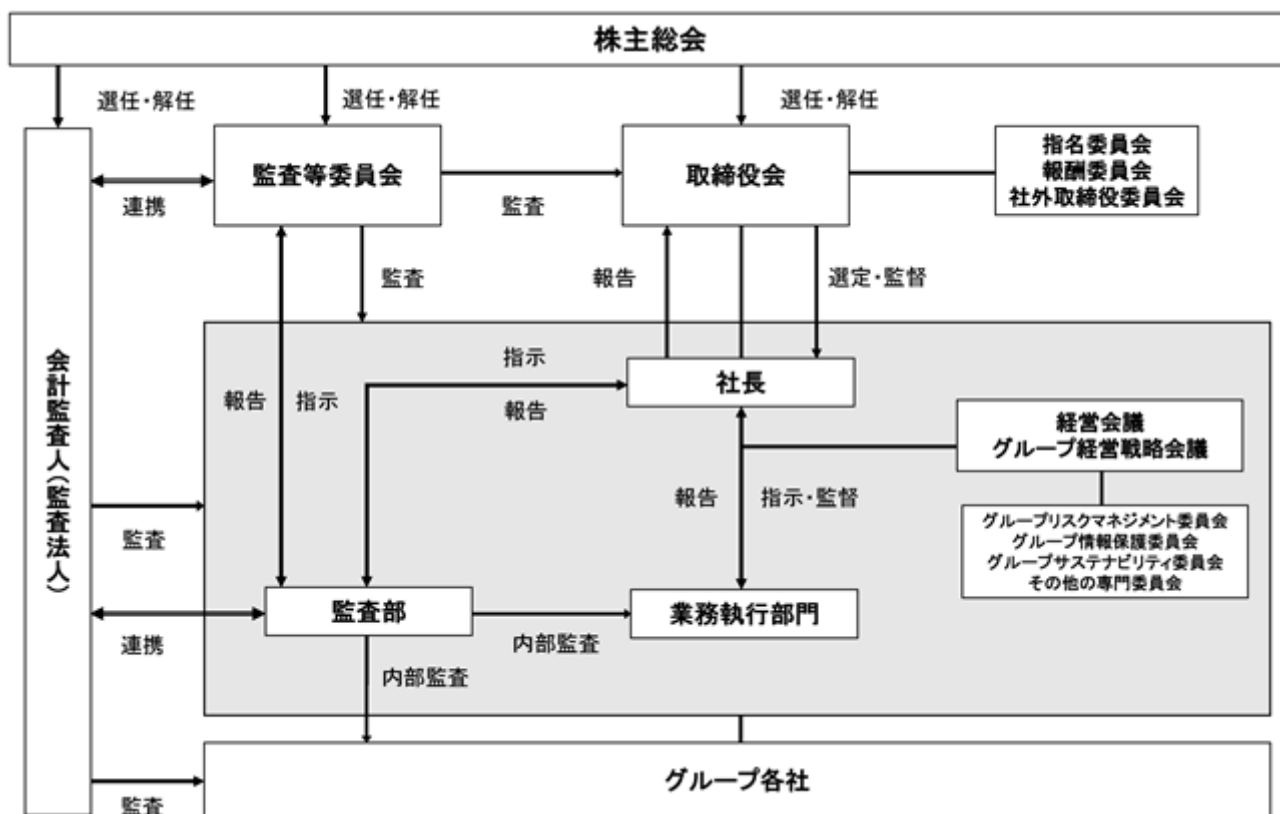 株主総会
選任・解任
選任・解任
選任・解任
監査等委員会
取締役会
指名委員会
報酬委員会
社外取締役委員会
連携
監査
監査
報告
選定・監督
会計監査人(監査法人)
指示
社長
報告
指示
報告
経営会議
グループ経営戦略会議
報告
指示・監督
監査
グループリスクマネジメント委員会
グループ情報保護委員会
グループサステナビリティ委員会
その他の専門委員会
監査部
業務執行部門
連携
内部監査
内部監査
グループ各社
監査